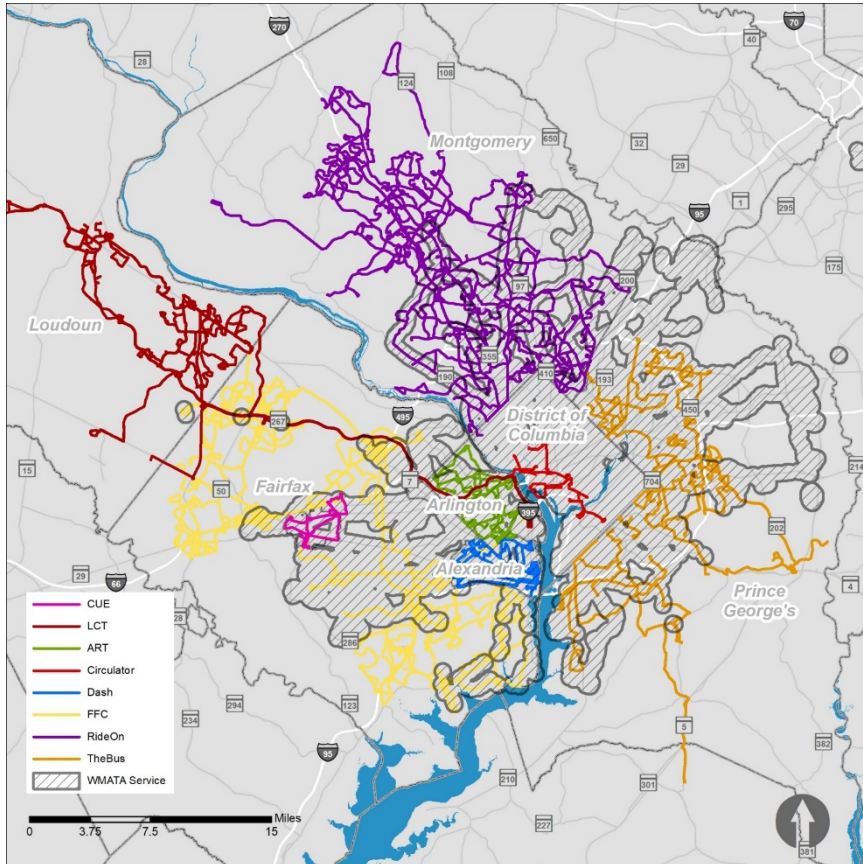 270
70
40
28
108
124
Montgomery
650
32
29
95
1
295
200
175
97
Loudoun
355
190
410
193
District of
Columbia
450
495
267
7
704
214
15
50
Fairfax
Arlington
395
202
Alexandria
29
66
Prince
George's
4
28
286
CUE
LCT
ART
Circulator
Dash
FFC
RideOn
TheBus
WMATA Service
294
234
123
5
382
95
210
301
227
Miles
0 3.75 7.5 15
381